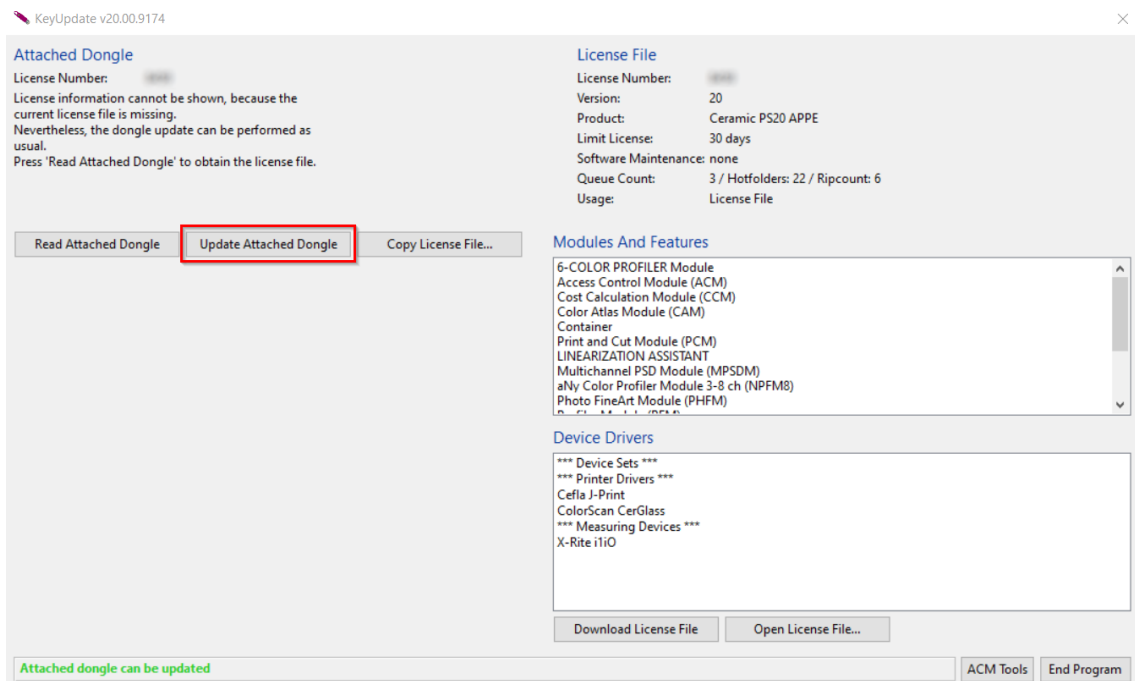 KeyUpdate v20.00.9174
Attached Dongle
License Number:
License information cannot be shown, because the
current license file is missing.
Nevertheless, the dongle update can be performed as
usual.
Press 'Read Attached Dongle' to obtain the license file.
Read Attached Dongle
Update Attached Dongle
Copy License File...
License File
License Number:
Version: 20
Product: Ceramic PS20 APPE
Limit License: 30 days
Software Maintenance: none
Queue Count: 3 / Hotfolders: 22 / Ripcount: 6
Usage: License File
Modules And Features
6-COLOR PROFILER Module
Access Control Module (ACM)
Cost Calculation Module (CCM)
Color Atlas Module (CAM)
Container
Print and Cut Module (PCM)
LINEARIZATION ASSISTANT
Multichannel PSD Module (MPSDM)
aNy Color Profiler Module 3-8 ch (NPFM8)
Photo FineArt Module (PHFM)
Device Drivers
*** Device Sets ***
*** Printer Drivers ***
Cefla J-Print
ColorScan CerGlass
*** Measuring Devices ***
X-Rite i1iO
Download License File
Open License File...
Attached dongle can be updated
ACM Tools
End Program